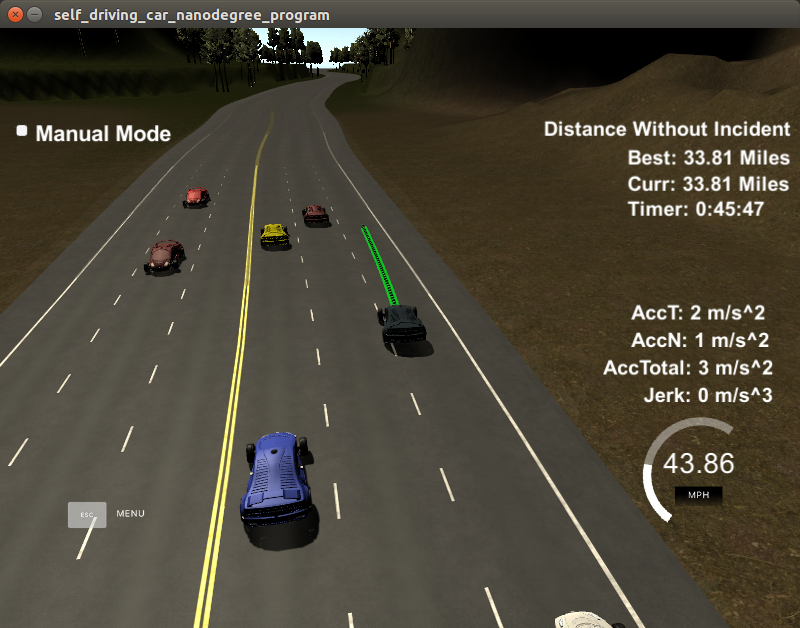 self_driving_car_nanodegree_program
Manual Mode
Distance Without Incident
Best: 33.81 Miles
Curr: 33.81 Miles
Timer: 0:45:47
AccT: 2 m/s^2
AccN: 1 m/s^2
AccTotal: 3 m/s^2
Jerk: 0 m/s^3
43.86
MPH
ESC
MENU